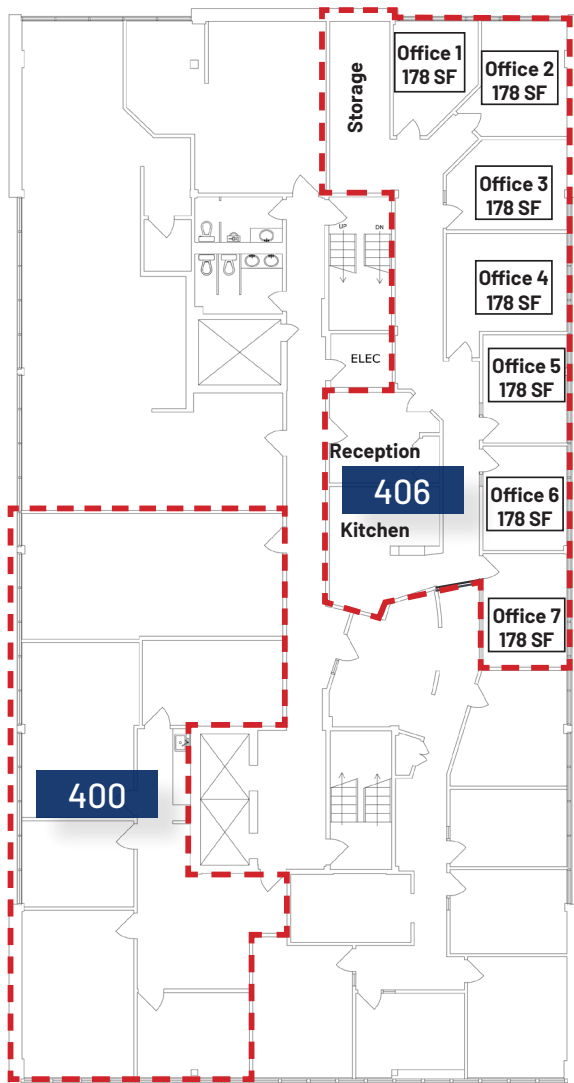 Storage
Office 1
178 SF
Office 2
178 SF
Office 3
178 SF
UP
DN
Office 4
178 SF
ELEC
Office 5
178 SF
Reception
406
Office 6
178 SF
Kitchen
Office 7
178 SF
400